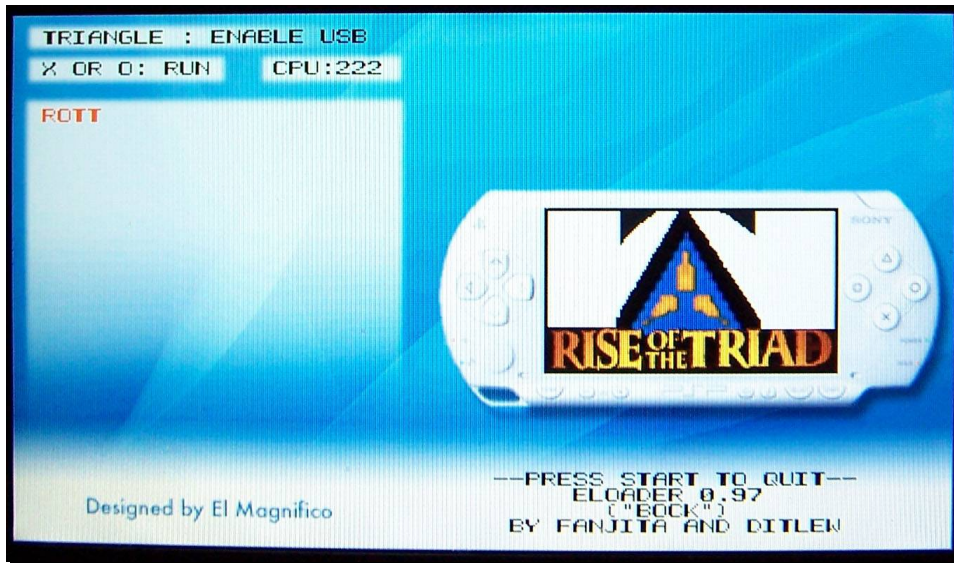 TRIANGLE : ENABLE USB
X OR O: RUN CPU:222
ROTT
SONY
RISE OF THE TRIAD
--PRESS START TO QUIT--
ELOADER 0.97
("BOCK")
BY FANJITA AND DITLEW
Designed by El Magnifico